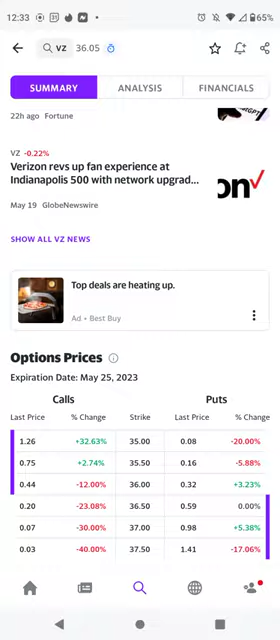 12:33
65%
VZ 36.05
SUMMARY ANALYSIS FINANCIALS
22h ago Fortune
VZ -0.22%
Verizon revs up fan experience at
Indianapolis 500 with network upgrad...
May 19 GlobeNewswire
on
SHOW ALL VZ NEWS
Top deals are heating up.
Ad • Best Buy
Options Prices
Expiration Date: May 25, 2023
Calls Puts
Last Price % Change Strike Last Price % Change
1.26 +32.63% 35.00 0.08 -20.00%
0.75 +2.74% 35.50 0.16 -5.88%
0.44 -12.00% 36.00 0.32 +3.23%
0.20 -23.08% 36.50 0.59 0.00%
0.07 -30.00% 37.00 0.98 +5.38%
0.03 -40.00% 37.50 1.41 -17.06%